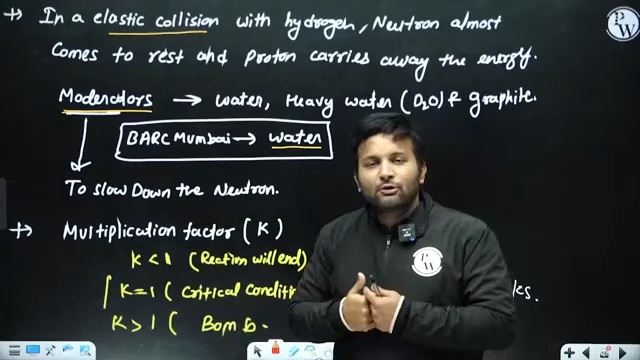 In a elastic collision with hydrogen, Neutron almost
Comes to rest and Proton carries away the energy.
Moderators → water, Heavy water (D2O) & graphite.
BARC Mumbai → water
To slow Down the Neutron.
Multiplication factor (K)
K < 1 (Rection will end)
K = 1 ( Critical Conditi
K > 1 ( Bomb
ks.
P
W
P
W